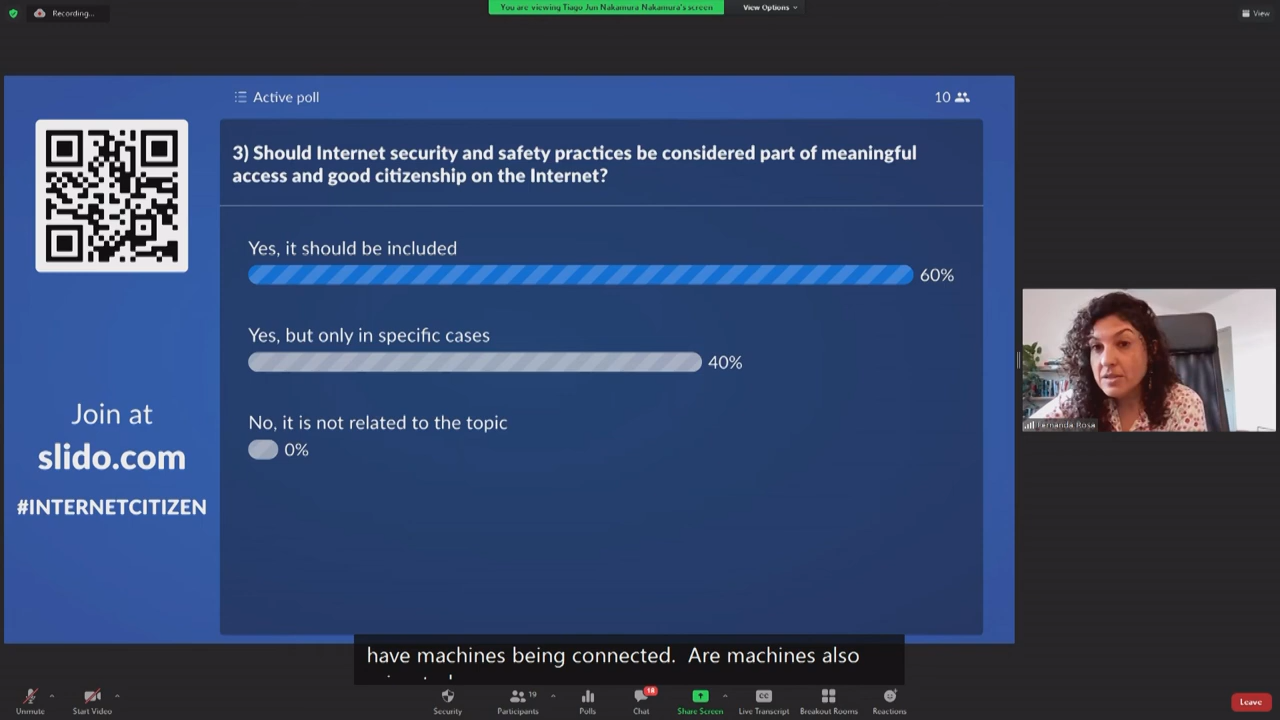 Recording...
You are viewing Tiago Jun Nakamura Nakamura's screen
View Options
View
Active poll
10
3) Should Internet security and safety practices be considered part of meaningful
access and good citizenship on the Internet?
Yes, it should be included
60%
Yes, but only in specific cases
40%
No, it is not related to the topic
0%
Join at
slido.com
#INTERNETCITIZEN
Fernanda Rosa
have machines being connected. Are machines also
Unmute
Start Video
Security
Participants
19
Polls
Chat
18
Share Screen
CC
Live Transcript
Breakout Rooms
Reactions
Leave